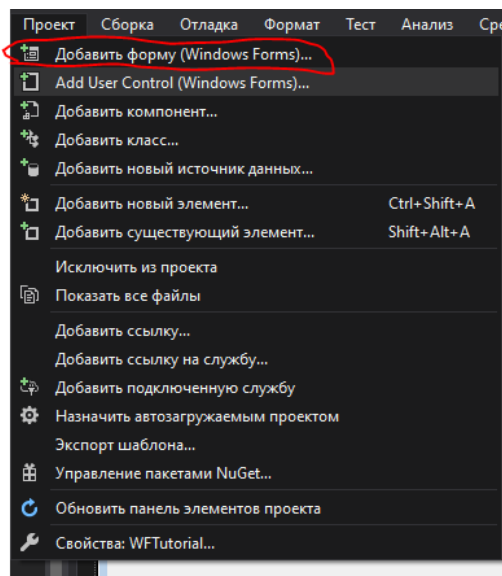 Проект Сборка Отладка Формат Тест Анализ Сре
Добавить форму (Windows Forms)...
Add User Control (Windows Forms)...
Добавить компонент...
Добавить класс...
Добавить новый источник данных...
Добавить новый элемент... Ctrl+Shift+A
Добавить существующий элемент... Shift+Alt+A
Исключить из проекта
Показать все файлы
Добавить ссылку...
Добавить ссылку на службу...
Добавить подключенную службу
Назначить автозагружаемым проектом
Экспорт шаблона...
Управление пакетами NuGet...
Обновить панель элементов проекта
Свойства: WFTutorial...